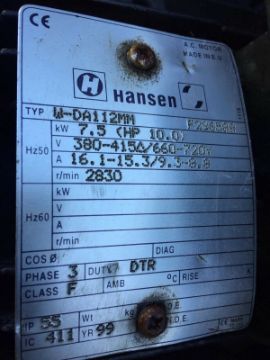 CE
A.C. MOTOR
MADE IN E.U
H Hansen
TYP W-DA112MM
kW 7.5 (HP 10.0)
Hz50 V 380-415Δ/660-720Y
A 16.1-15.3/9.3-8.8
r/min 2830
kW
V
Hz60 A
r/min
COS Ø DIAG
PHASE 3 DUTY DTR
CLASS F AMB °C RISE K
IP 55 Wt kg D.E
IC 411 YR 99 N.D.E.